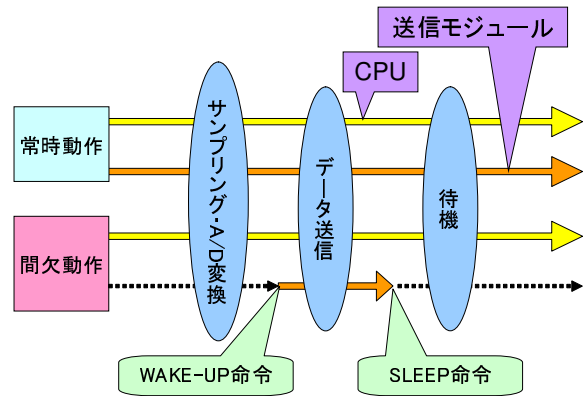 送信モジュール
CPU
常時動作
間欠動作
サンプリング・A/D変換
データ送信
待機
WAKE-UP命令
SLEEP命令